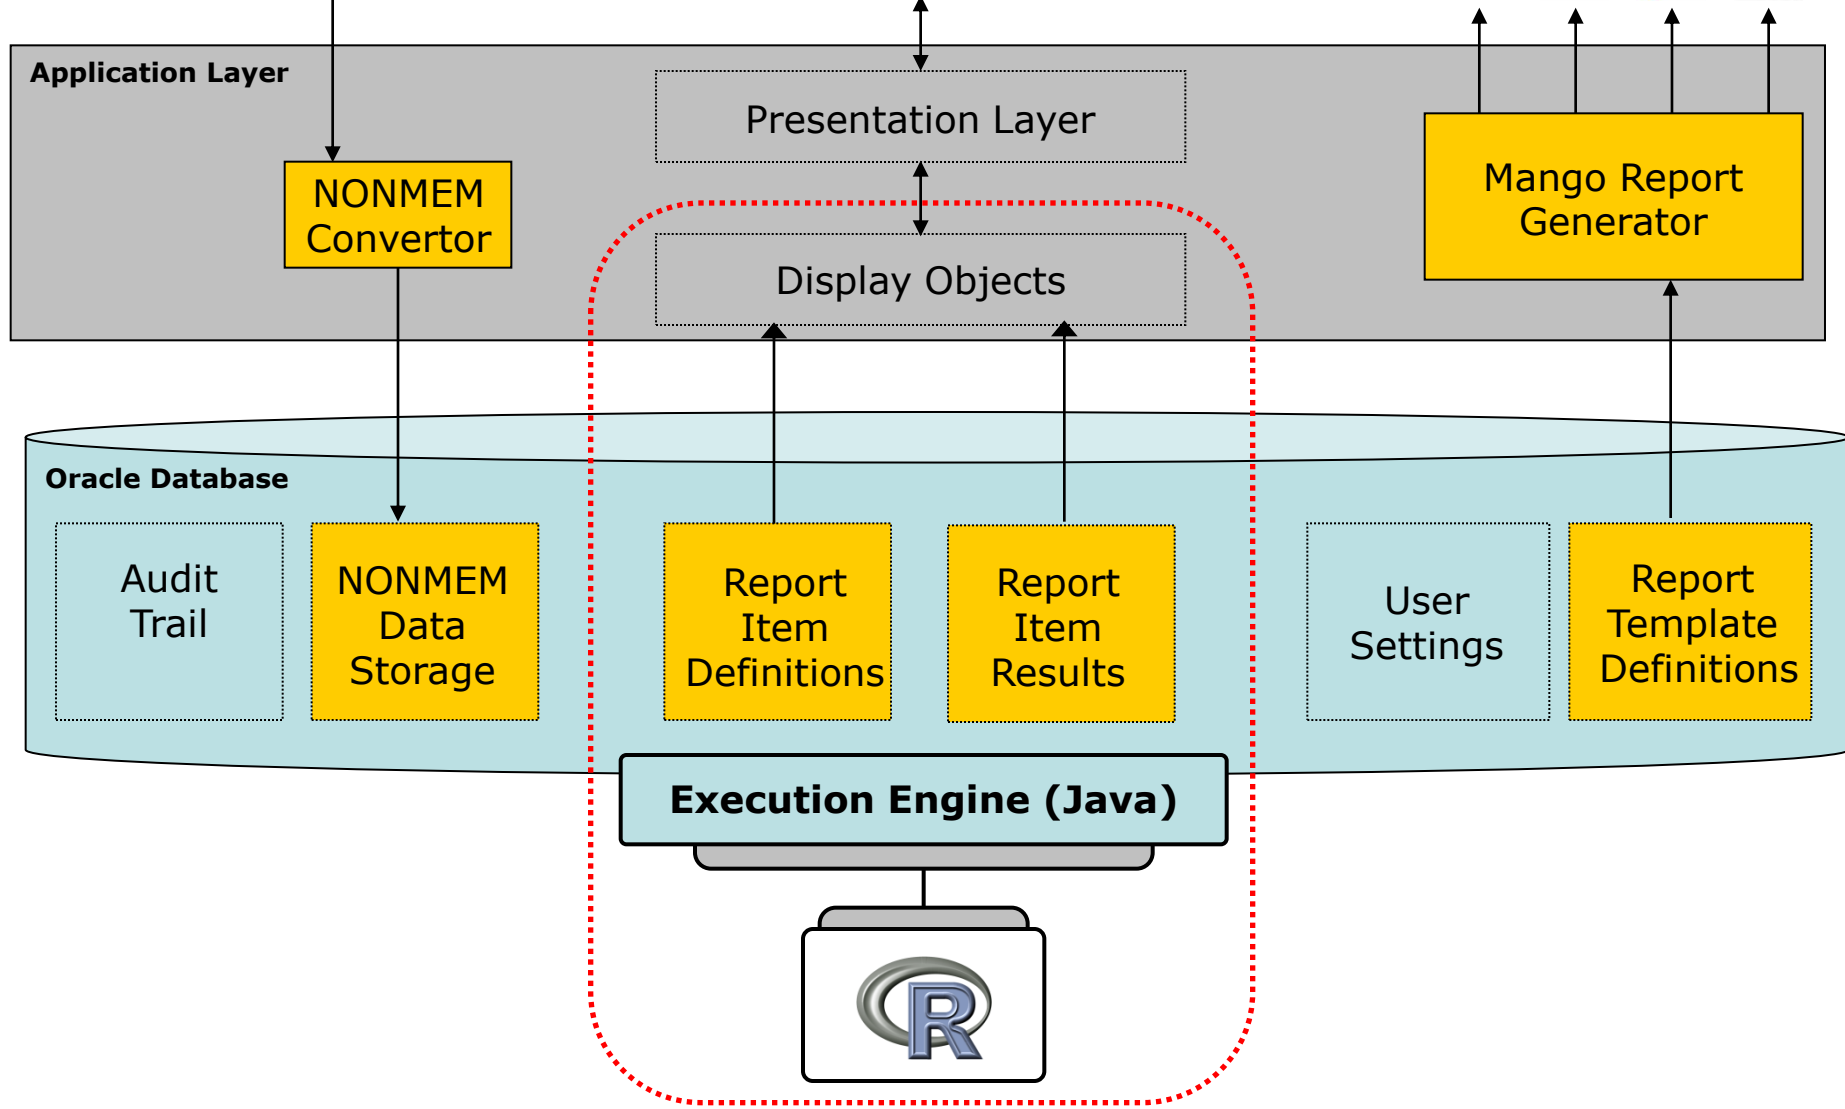 Application Layer
Presentation Layer
NONMEM
Convertor
Mango Report
Generator
Display Objects
Oracle Database
Audit
Trail
NONMEM
Data
Storage
Report
Item
Definitions
Report
Item
Results
User
Settings
Report
Template
Definitions
Execution Engine (Java)
R